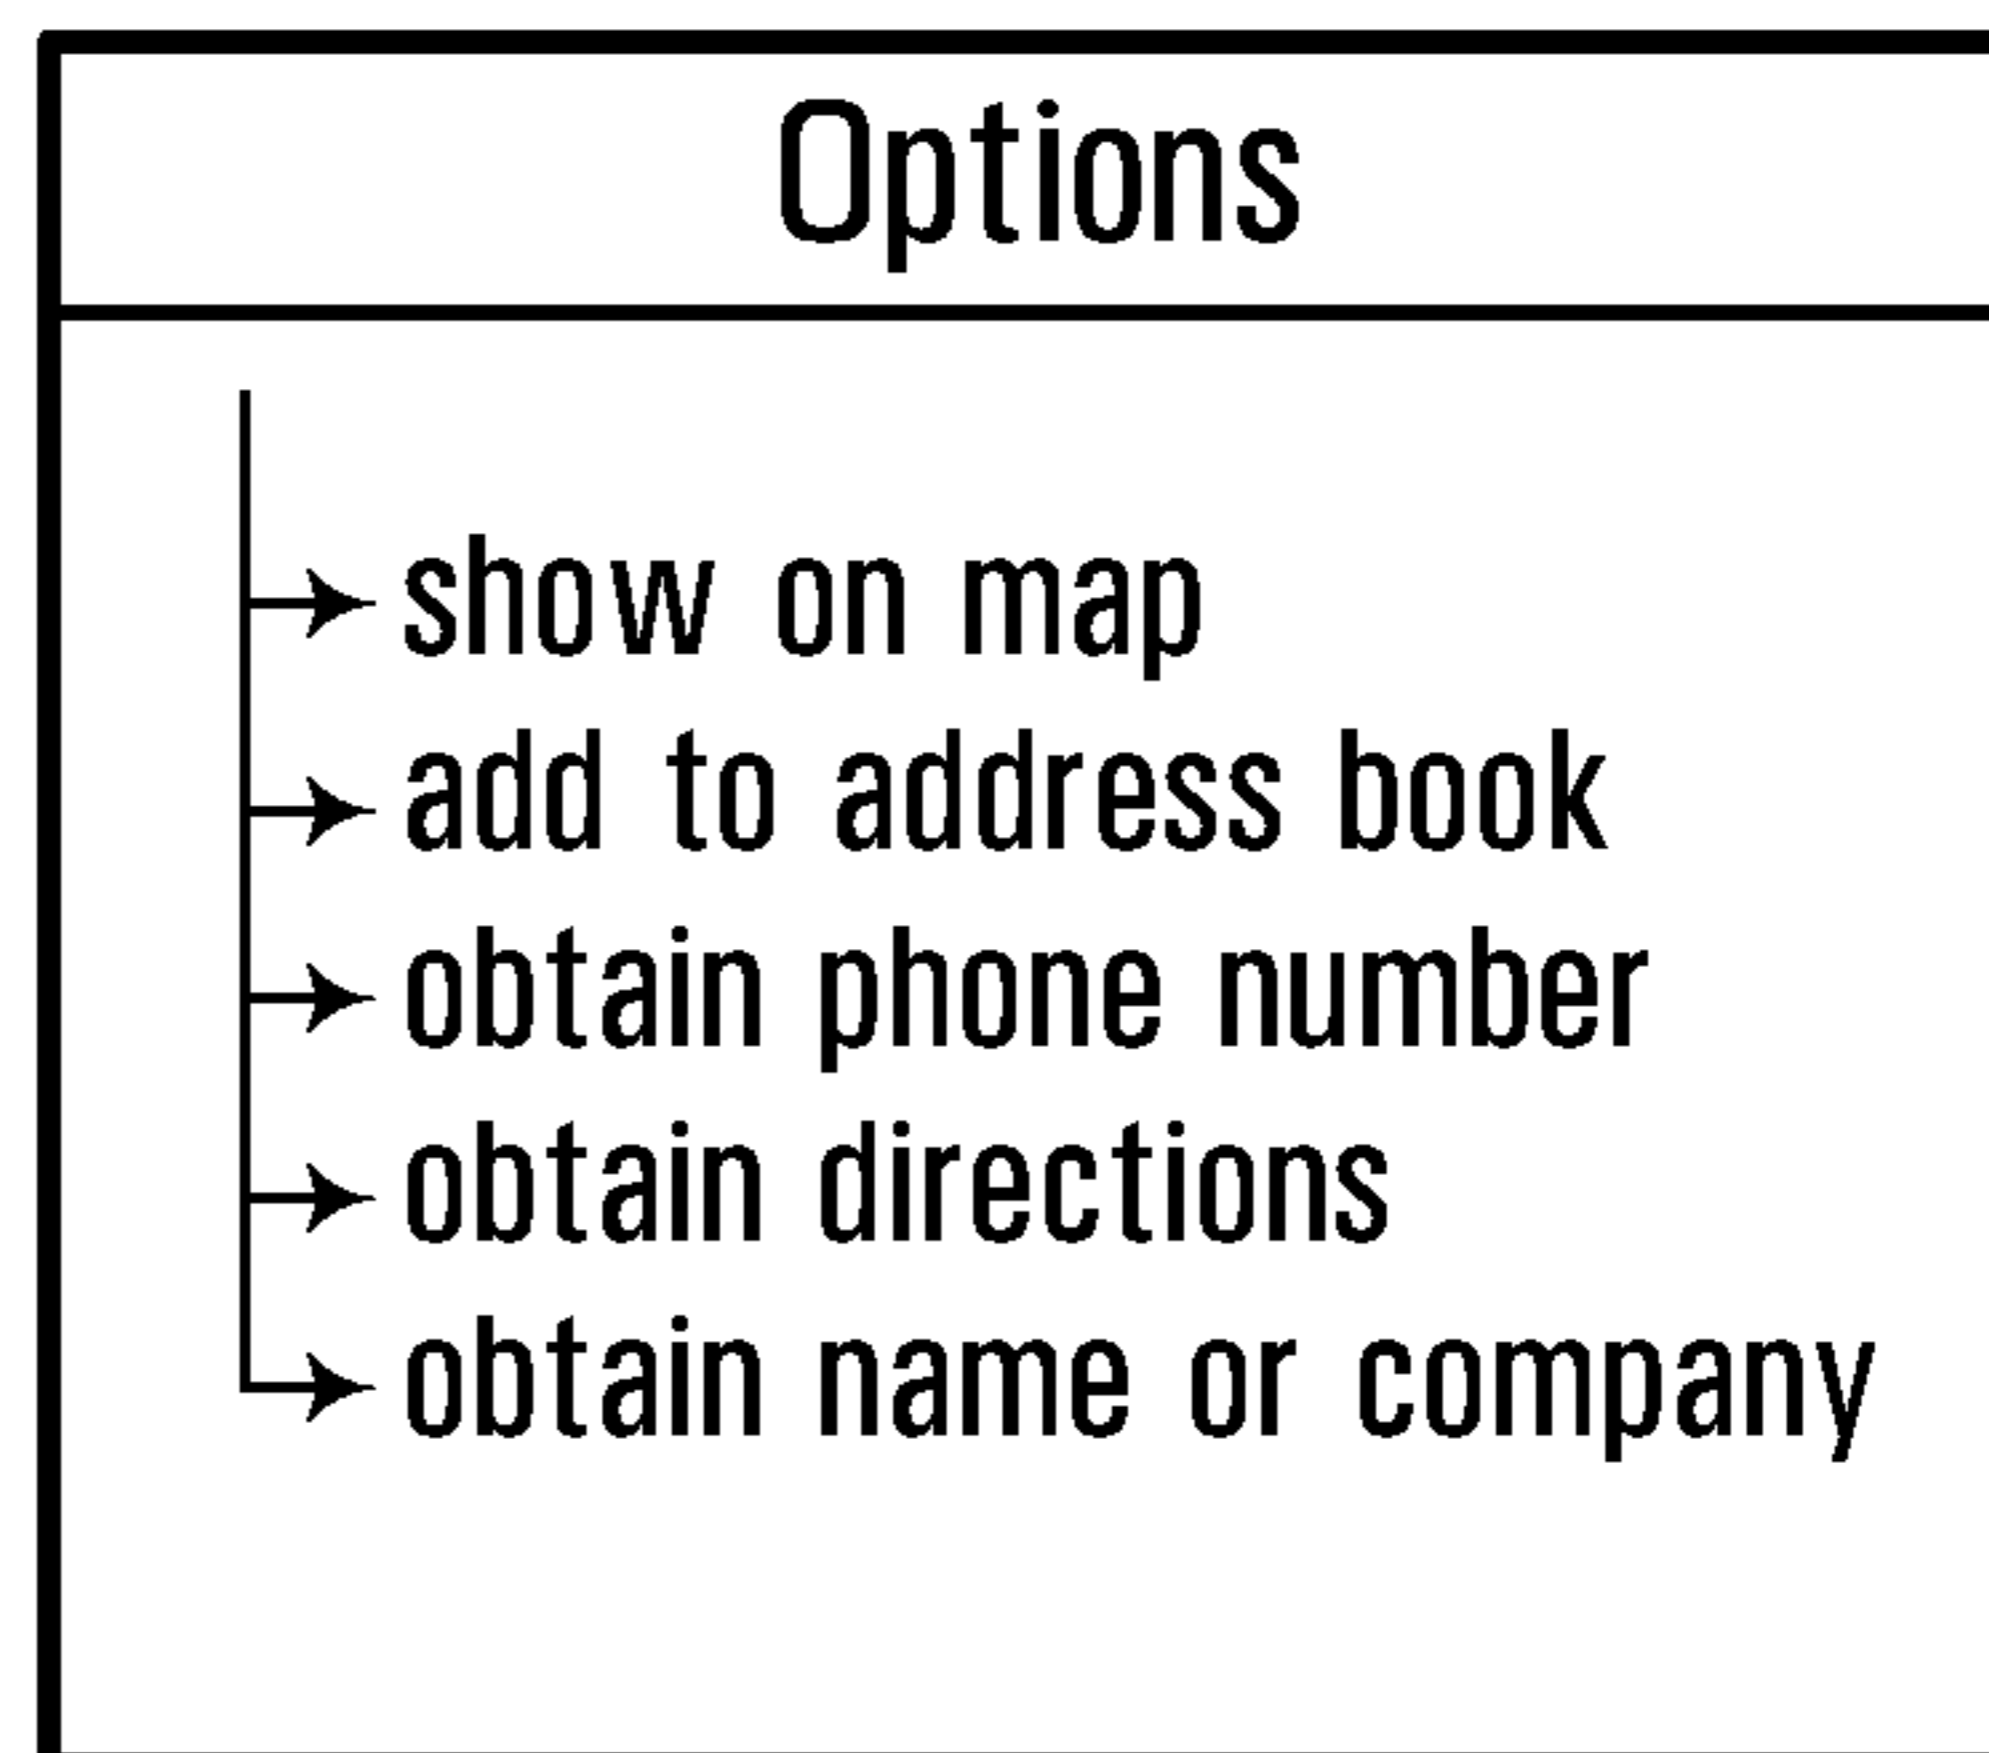 Options
show on map
add to address book
obtain phone number
obtain directions
obtain name or company